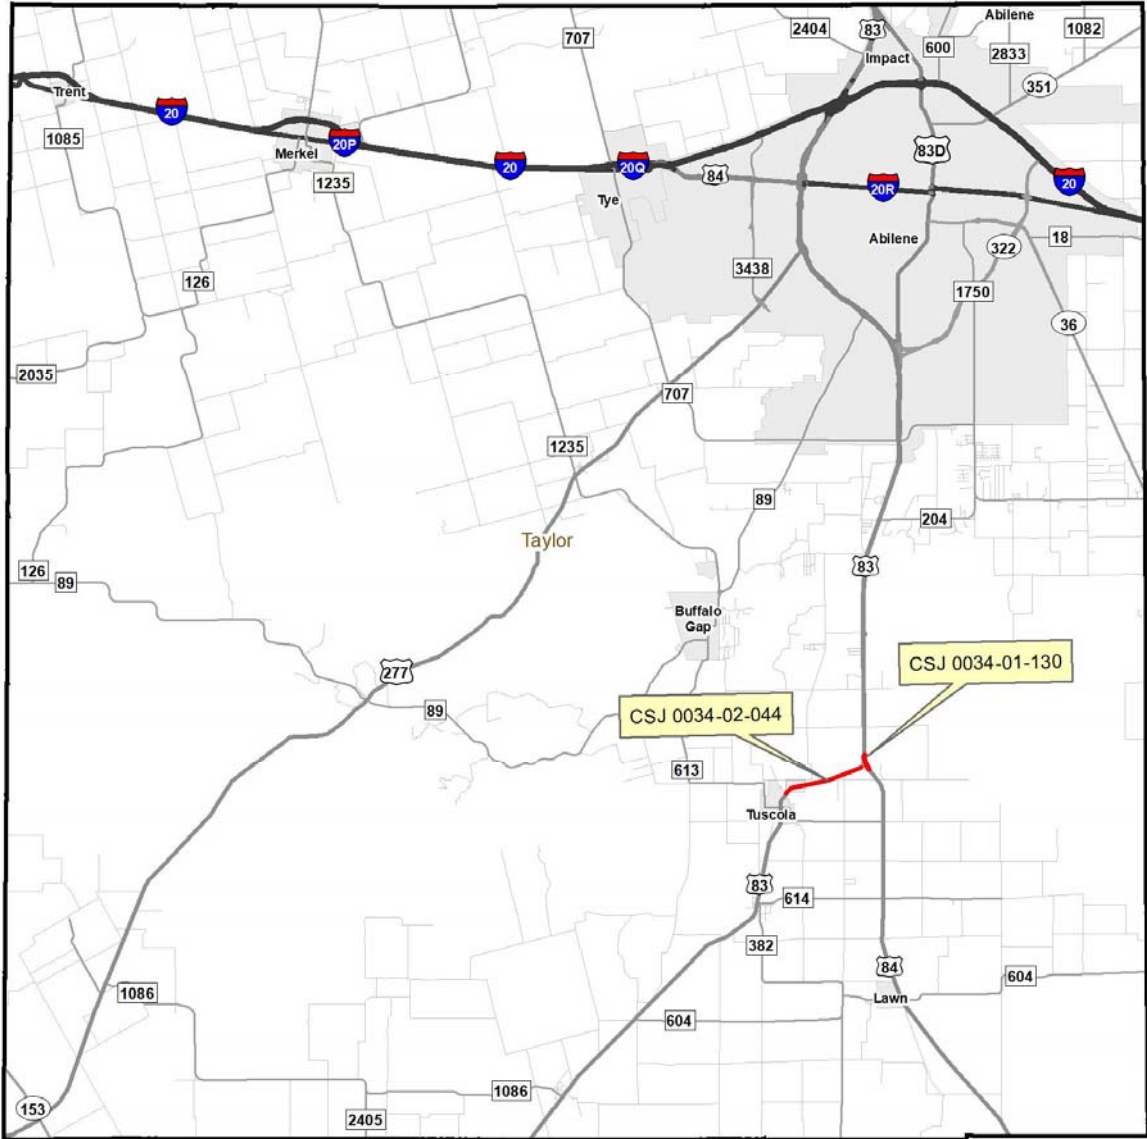 Abilene
707
2404
83
600
2833
1082
Impact
351
Trent
20
1085
20P
Merkel
1235
20
20Q
84
83D
20R
20
Tye
Abilene
322
18
126
3438
1750
36
2035
707
1235
89
204
Taylor
126
89
83
Buffalo
Gap
277
89
CSJ 0034-01-130
CSJ 0034-02-044
613
Tuscola
83
614
382
84
604
1086
Lawn
604
1086
153
2405